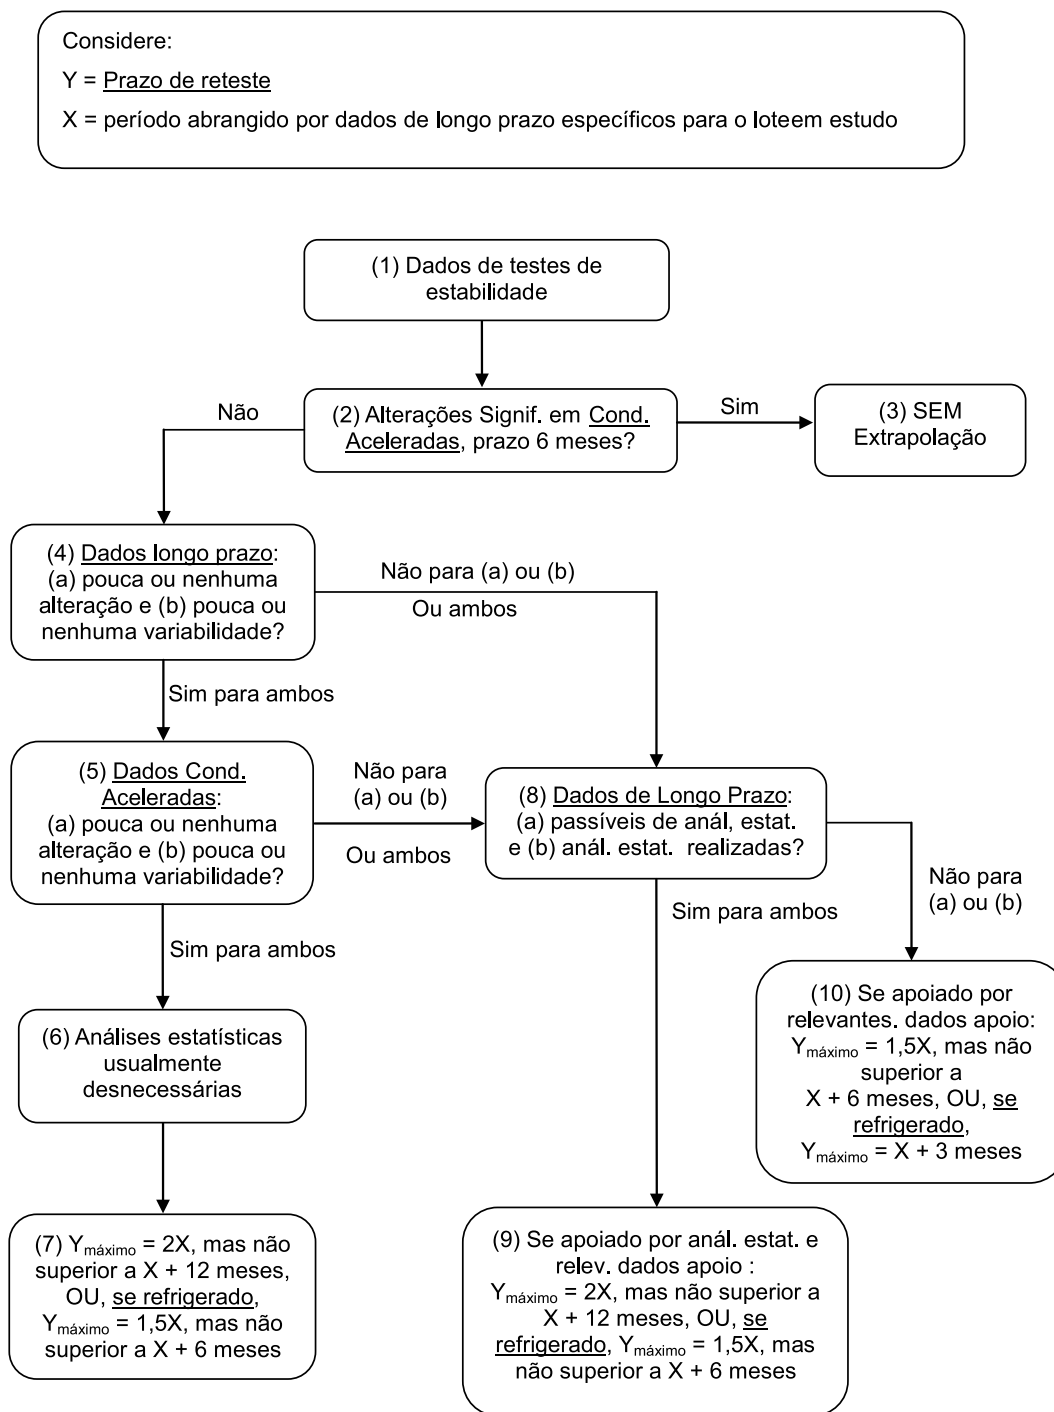 Considere:
Y = Prazo de reteste
X = período abrangido por dados de longo prazo específicos para o loteem estudo
(1) Dados de testes de
estabilidade
Não
(2) Alterações Signif. em Cond.
Aceleradas, prazo 6 meses?
Sim
(3) SEM
Extrapolação
(4) Dados longo prazo:
(a) pouca ou nenhuma
alteração e (b) pouca ou
nenhuma variabilidade?
Não para (a) ou (b)
Ou ambos
Sim para ambos
(5) Dados Cond.
Aceleradas:
(a) pouca ou nenhuma
alteração e (b) pouca ou
nenhuma variabilidade?
Não para
(a) ou (b)
Ou ambos
(8) Dados de Longo Prazo:
(a) passíveis de anál, estat.
e (b) anál. estat. realizadas?
Não para
(a) ou (b)
Sim para ambos
Sim para ambos
(6) Análises estatísticas
usualmente
desnecessárias
(10) Se apoiado por
relevantes. dados apoio:
Ymáximo = 1,5X, mas não
superior a
X + 6 meses, OU, se
refrigerado,
Ymáximo = X + 3 meses
(7) Ymáximo = 2X, mas não
superior a X + 12 meses,
OU, se refrigerado,
Ymáximo = 1,5X, mas não
superior a X + 6 meses
(9) Se apoiado por anál. estat. e
relev. dados apoio :
Ymáximo = 2X, mas não superior a
X + 12 meses, OU, se
refrigerado, Ymáximo = 1,5X, mas
não superior a X + 6 meses